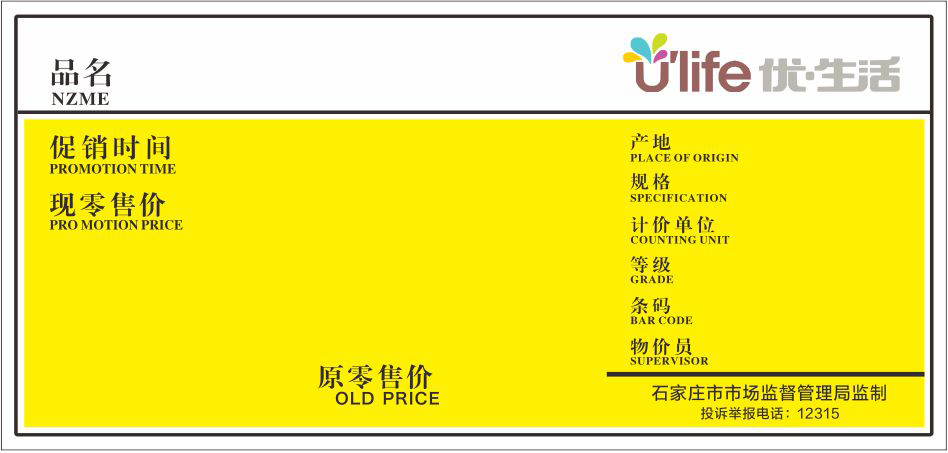 品名
NZME
U'life 优·生活
促销时间
PROMOTION TIME
现零售价
PRO MOTION PRICE
原零售价
OLD PRICE
产地
PLACE OF ORIGIN
规格
SPECIFICATION
计价单位
COUNTING UNIT
等级
GRADE
条码
BAR CODE
物价员
SUPERVISOR
石家庄市市场监督管理局监制
投诉举报电话：12315